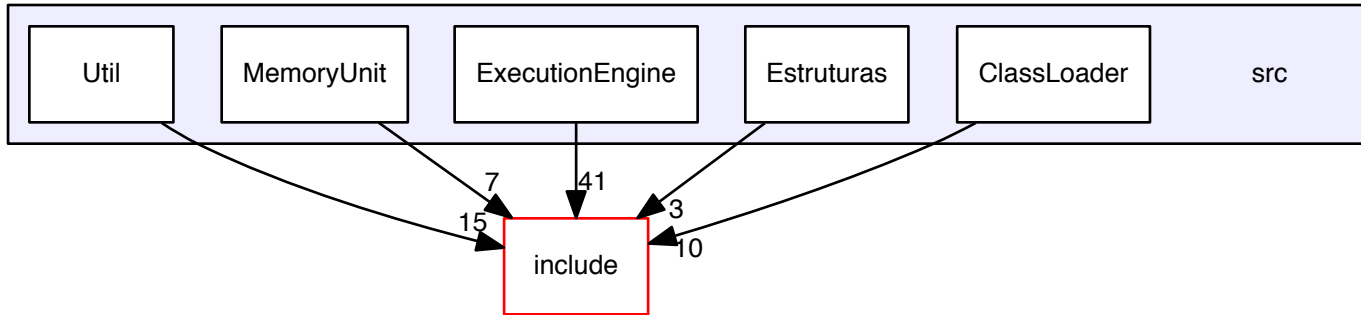 Util
MemoryUnit
ExecutionEngine
Estruturas
ClassLoader
src
7
41
3
15
10
include